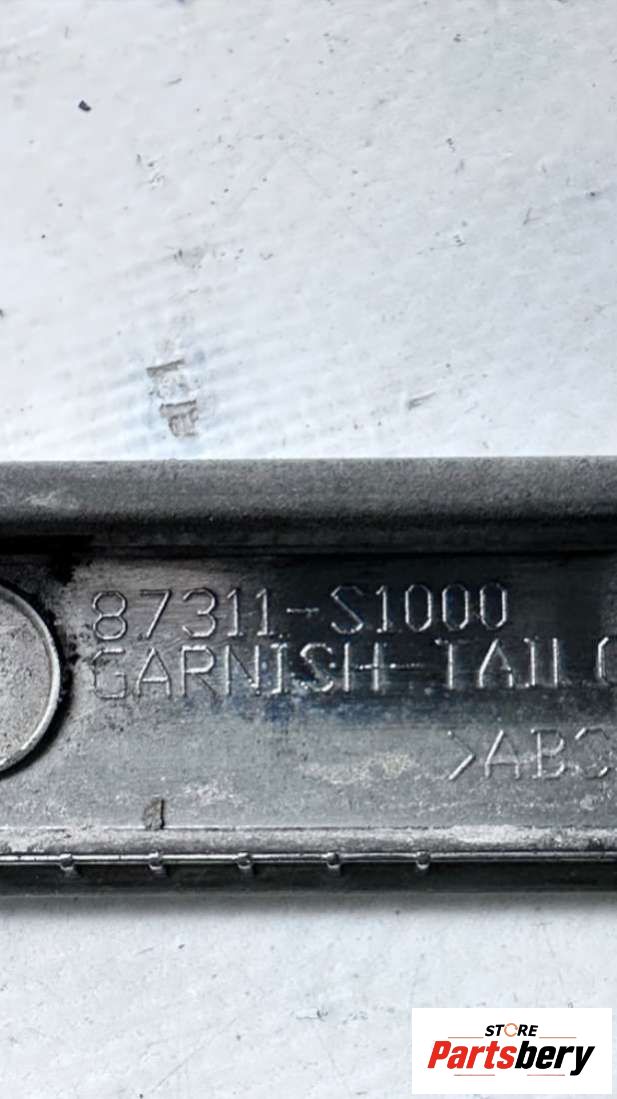 87311-S1000
GARNISH-TAIL
>AB
STORE
Partsbery